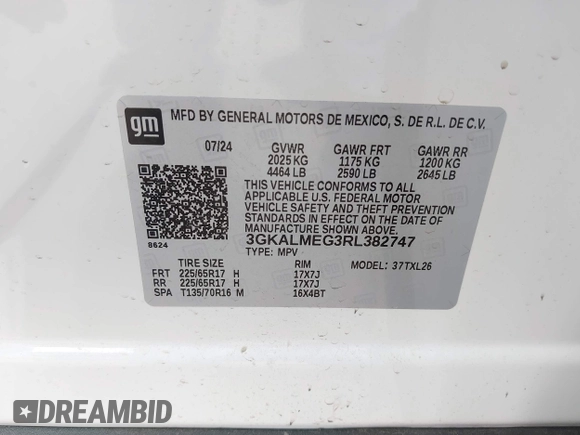 gm
MFD BY GENERAL MOTORS DE MEXICO, S. DE R.L. DE C.V.
07/24 GVWR GAWR FRT GAWR RR
2025 KG 1175 KG 1200 KG
4464 LB 2590 LB 2645 LB
THIS VEHICLE CONFORMS TO ALL
APPLICABLE U.S. FEDERAL MOTOR
VEHICLE SAFETY AND THEFT
PREVENTION STANDARDS IN
EFFECT ON THE DATE OF
MANUFACTURE SHOWN ABOVE.
3GKALMEG3RL382747
8624 TYPE: MPV
TIRE SIZE RIM MODEL: 37TXL26
FRT 225/65R17 H 17X7J
RR 225/65R17 H 17X7J
SPA T135/70R16 M 16X4BT
DREAMBID